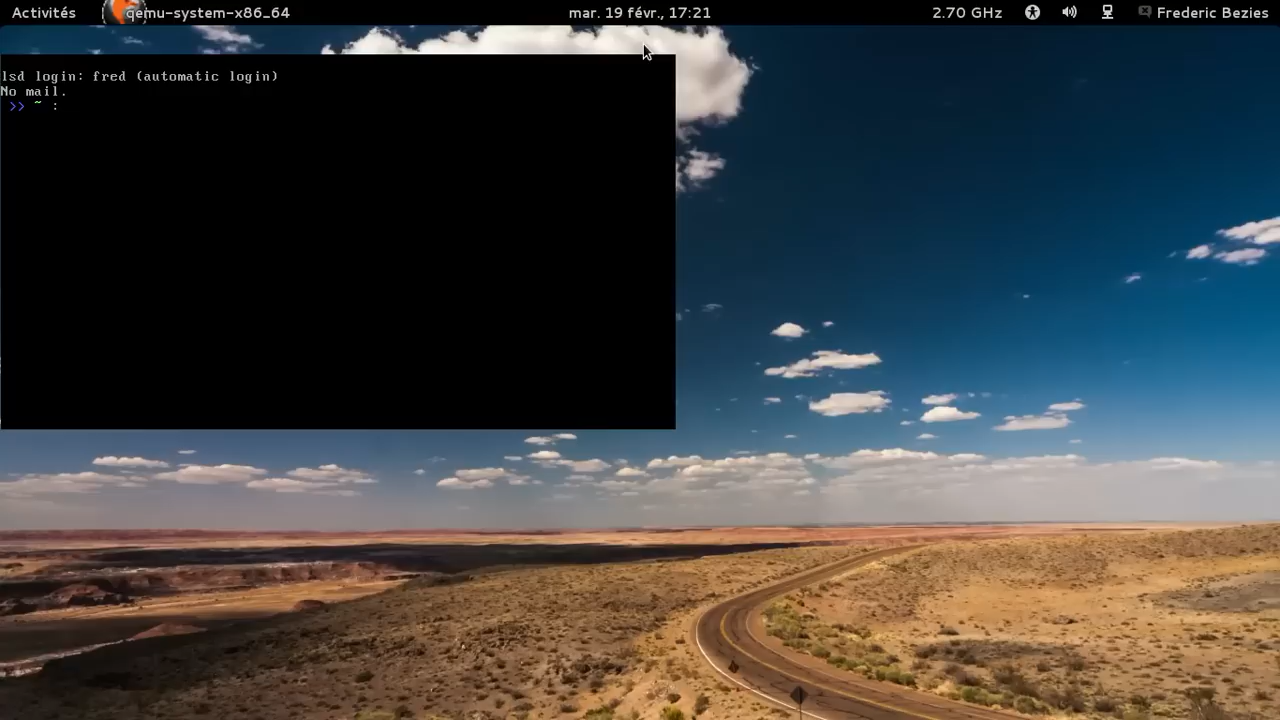 Activités qemu-system-x86_64 mar. 19 févr., 17:21 2.70 GHz Frederic Bezies
lsd login: fred (automatic login)
No mail.
>> ~ :